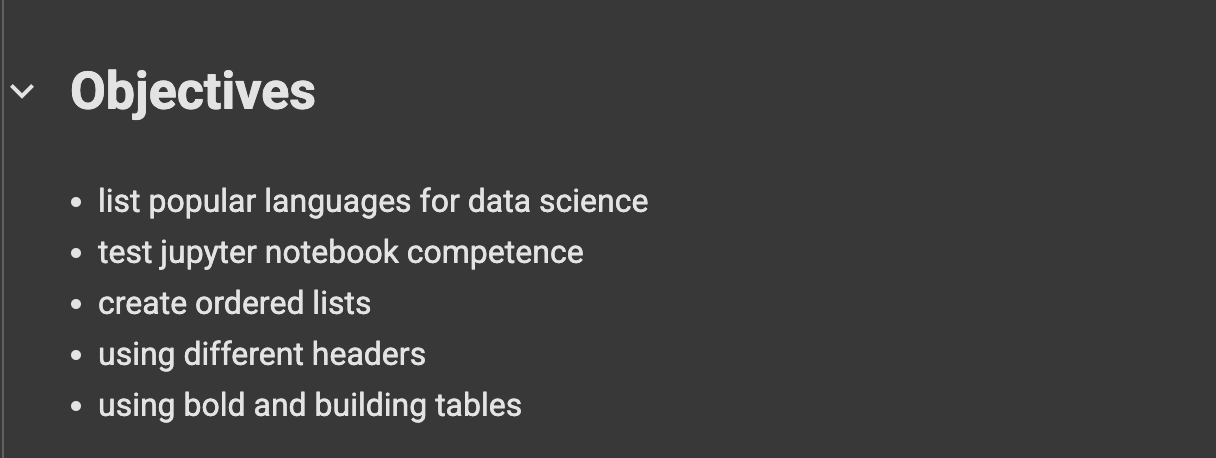 Objectives
• list popular languages for data science
• test jupyter notebook competence
• create ordered lists
• using different headers
• using bold and building tables